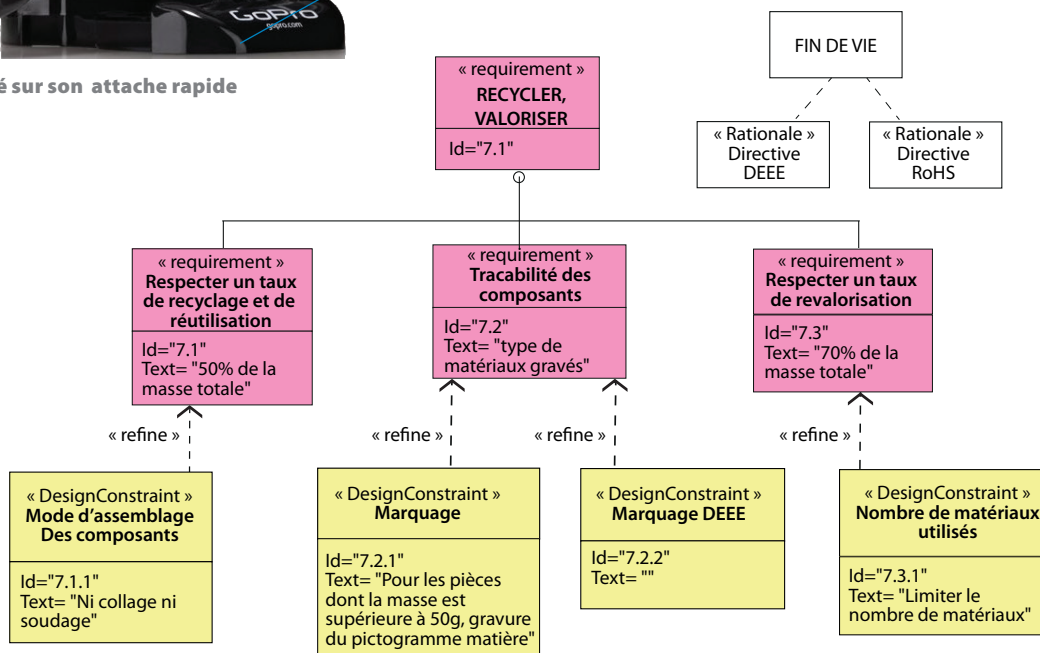 GoPro
gopro.com
é sur son attache rapide
FIN DE VIE
« Rationale »
Directive
DEEE
« Rationale »
Directive
RoHS
« requirement »
RECYCLER,
VALORISER
Id="7.1"
« requirement »
Respecter un taux
de recyclage et de
réutilisation
Id="7.1"
Text= "50% de la
masse totale"
« requirement »
Tracabilité des
composants
Id="7.2"
Text= "type de
matériaux gravés"
« requirement »
Respecter un taux
de revalorisation
Id="7.3"
Text= "70% de la
masse totale"
« refine »
« refine »
« refine »
« refine »
« DesignConstraint »
Mode d'assemblage
Des composants
Id="7.1.1"
Text= "Ni collage ni
soudage"
« DesignConstraint »
Marquage
Id="7.2.1"
Text= "Pour les pièces
dont la masse est
supérieure à 50g, gravure
du pictogramme matière"
« DesignConstraint »
Marquage DEEE
Id="7.2.2"
Text= ""
« DesignConstraint »
Nombre de matériaux
utilisés
Id="7.3.1"
Text= "Limiter le
nombre de matériaux"